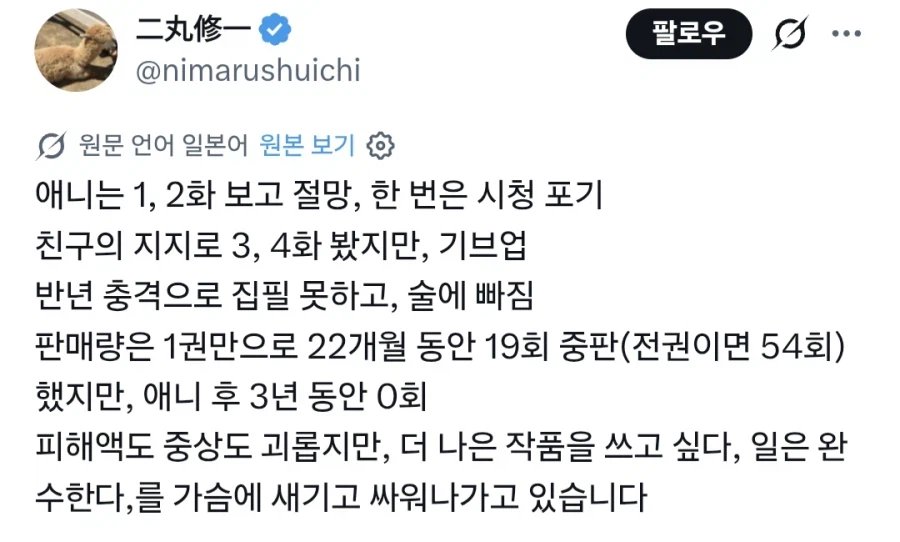 二丸修一
팔로우
@nimarushuichi
원문 언어 일본어 원본 보기
애니는 1, 2화 보고 절망, 한 번은 시청 포기
친구의 지지로 3, 4화 봤지만, 기브업
반년 충격으로 집필 못하고, 술에 빠짐
판매량은 1권만으로 22개월 동안 19회 중판(전권이면 54회)
했지만, 애니 후 3년 동안 0회
피해액도 중상도 괴롭지만, 더 나은 작품을 쓰고 싶다, 일은 완
수한다,를 가슴에 새기고 싸워나가고 있습니다